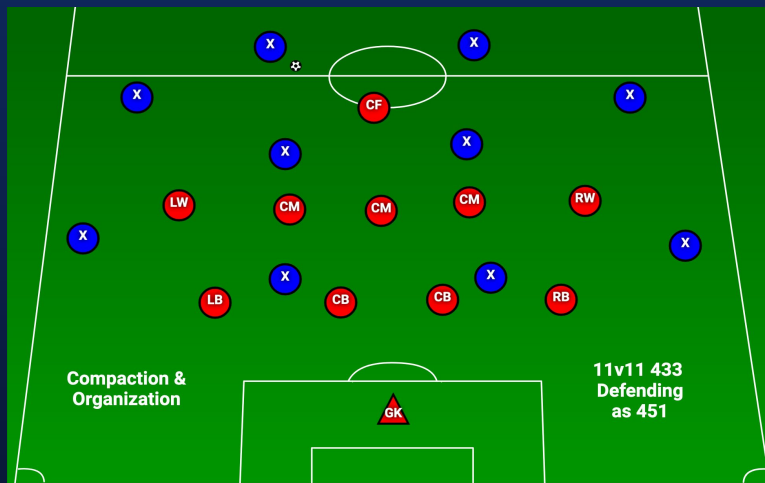 X
X
X
X
CF
X
X
LW
CM
CM
CM
RW
X
X
X
X
LB
CB
CB
RB
Compaction &
Organization
11v11 433
Defending
as 451
GK